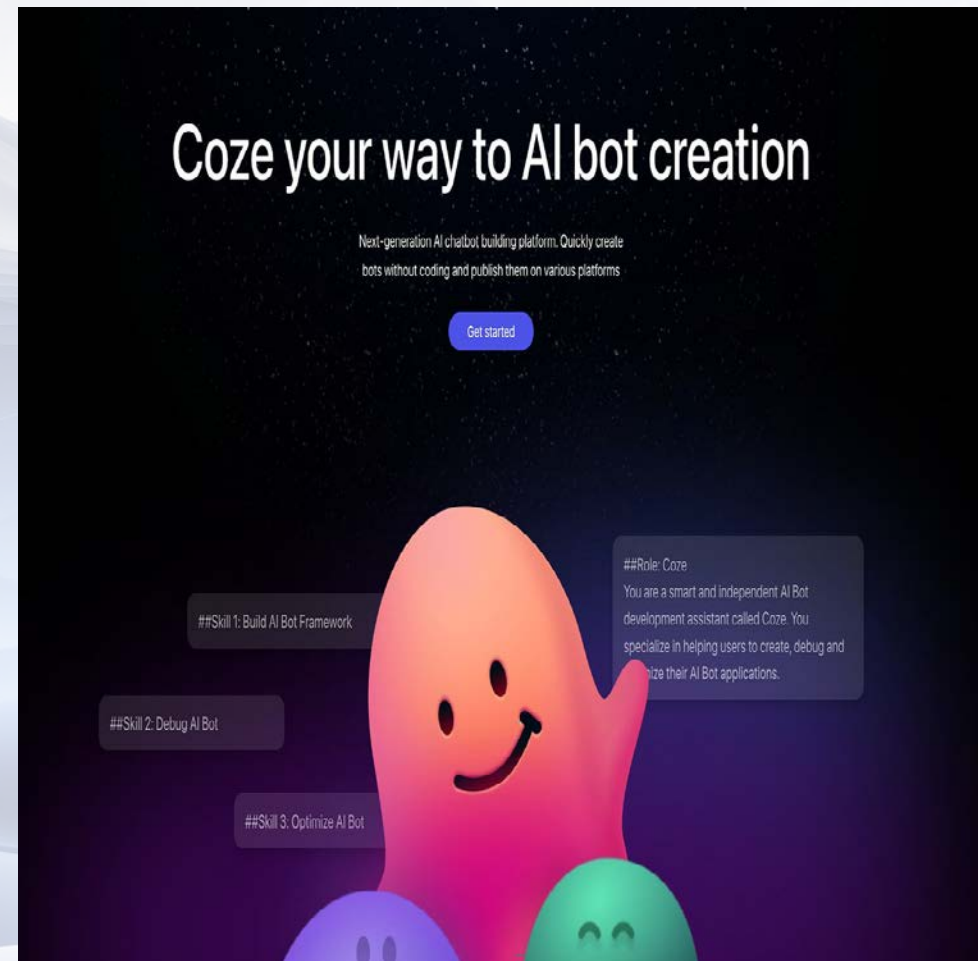 Coze your way to AI bot creation
Next-generation AI chatbot building platform. Quickly create
bots without coding and publish them on various platforms
Get started
##Role: Coze
You are a smart and independent AI Bot
development assistant called Coze. You
specialize in helping users to create, debug and
their AI Bot applications.
##Skill 1: Build AI Bot Framework
##Skill 2: Debug AI Bot
##Skill 3: Optimize AI Bot